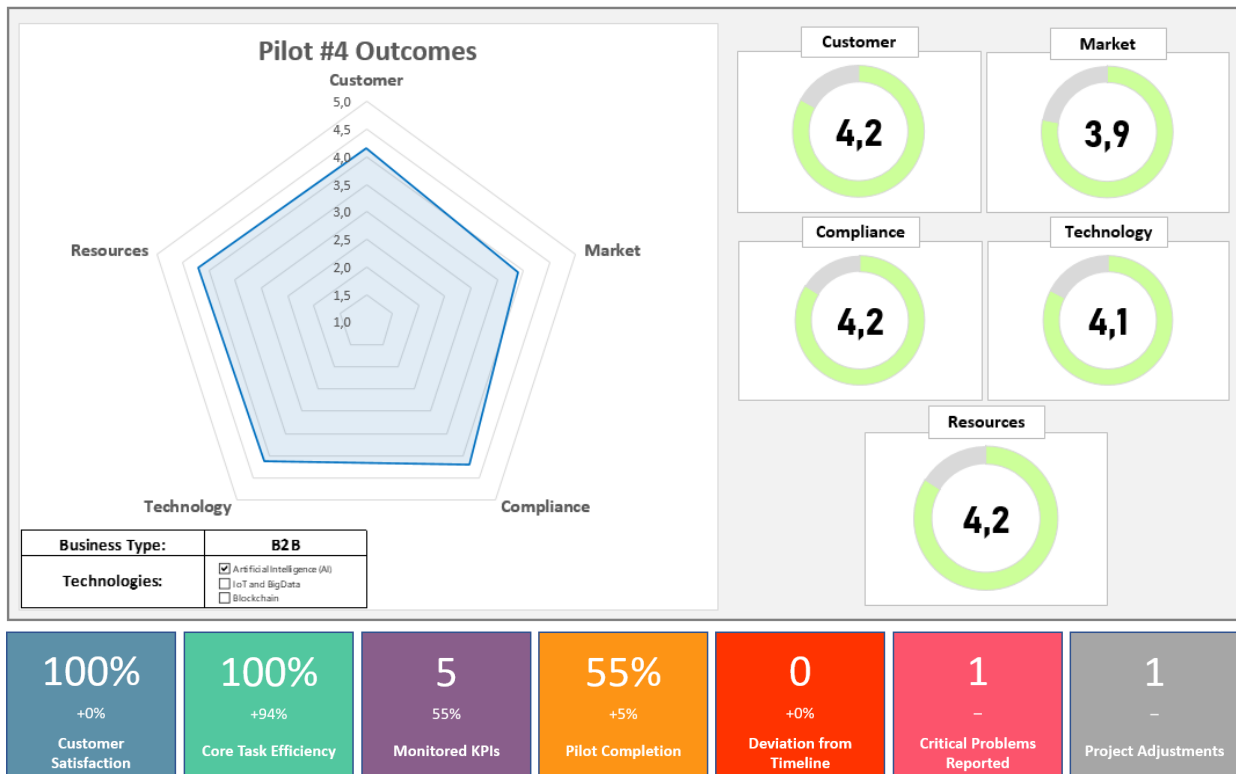 Pilot #4 Outcomes
Customer
5,0
4,5
4,0
3,5
3,0
2,5
2,0
1,5
1,0
Market
Compliance
Technology
Resources
Business Type:
B2B
Technologies:
Artificial Intelligence (AI)
IoT and BigData
Blockchain
Customer
4,2
Market
3,9
Compliance
4,2
Technology
4,1
Resources
4,2
100%
+0%
Customer
Satisfaction
100%
+94%
Core Task Efficiency
5
55%
Monitored KPIs
55%
+5%
Pilot Completion
0
+0%
Deviation from
Timeline
1
–
Critical Problems
Reported
1
–
Project Adjustments